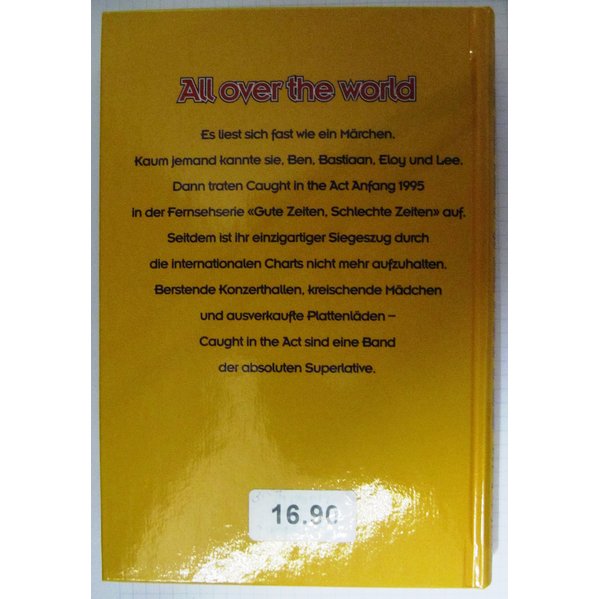 All over the world
Es liest sich fast wie ein Märchen.
Kaum jemand kannte sie, Ben, Bastiaan, Eloy und Lee.
Dann traten Caught in the Act Anfang 1995
in der Fernsehserie «Gute Zeiten, Schlechte Zeiten» auf.
Seitdem ist ihr einzigartiger Siegeszug durch
die internationalen Charts nicht mehr aufzuhalten.
Berstende Konzerthallen, kreischende Mädchen
und ausverkaufte Plattenläden –
Caught in the Act sind eine Band
der absoluten Superlative.
16.90